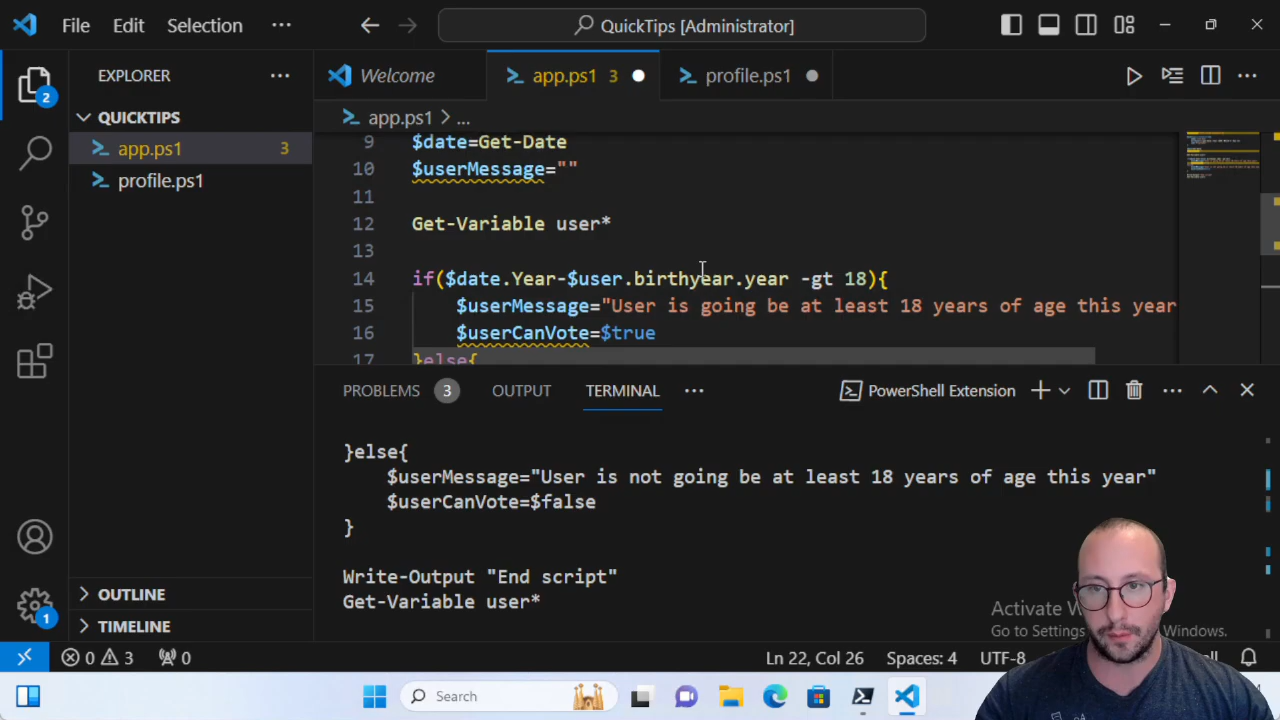 File Edit Selection ··· QuickTips [Administrator]
EXPLORER ··· Welcome app.ps1 3 profile.ps1 ···
QUICKTIPS app.ps1 > ...
app.ps1 3
profile.ps1
9 $date=Get-Date
10 $userMessage=""
11
12 Get-Variable user*
13
14 if($date.Year-$user.birthyear.year -gt 18){
15 $userMessage="User is going be at least 18 years of age this year
16 $userCanVote=$true
17 }else{
2
PROBLEMS 3 OUTPUT TERMINAL ··· PowerShell Extension ···
}else{
$userMessage="User is not going be at least 18 years of age this year"
$userCanVote=$false
}
Write-Output "End script"
Get-Variable user*
OUTLINE
TIMELINE
1
Activate W
Go to Settings Windows.
0 3 0 Ln 22, Col 26 Spaces: 4 UTF-8
Search